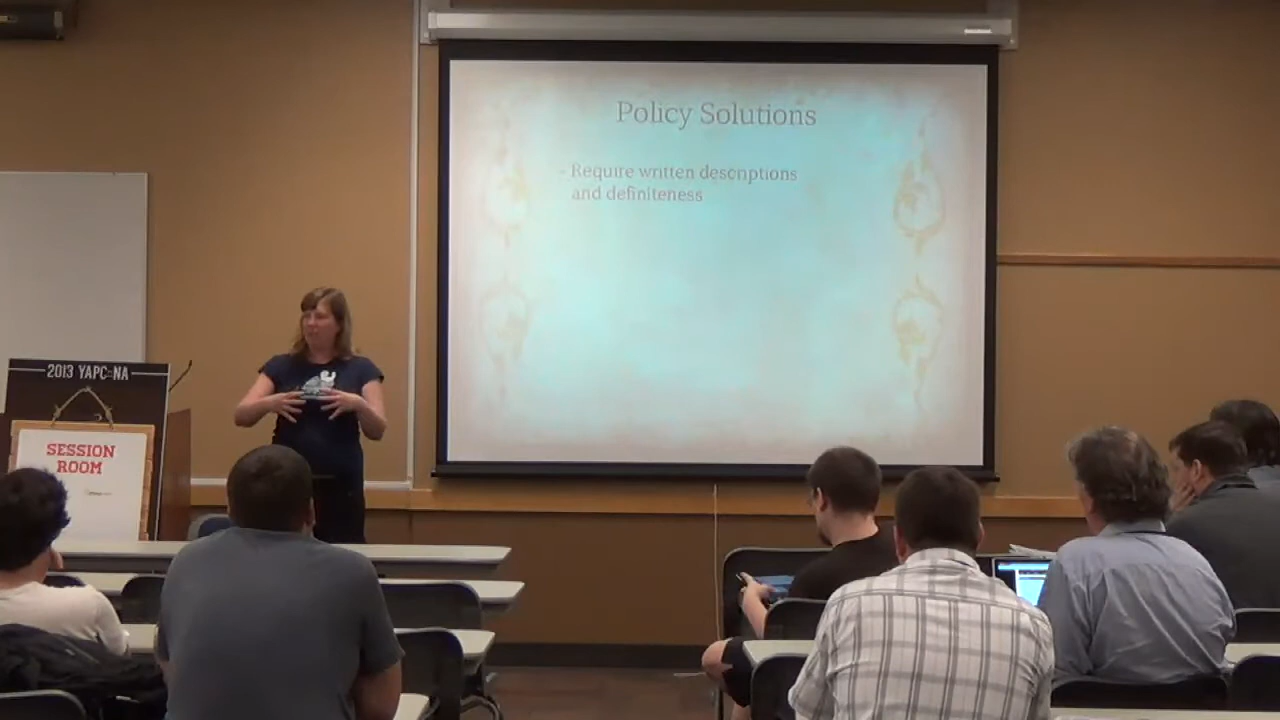 Policy Solutions
- Require written descriptions
and definiteness
2013 YAPC::NA
SESSION
ROOM